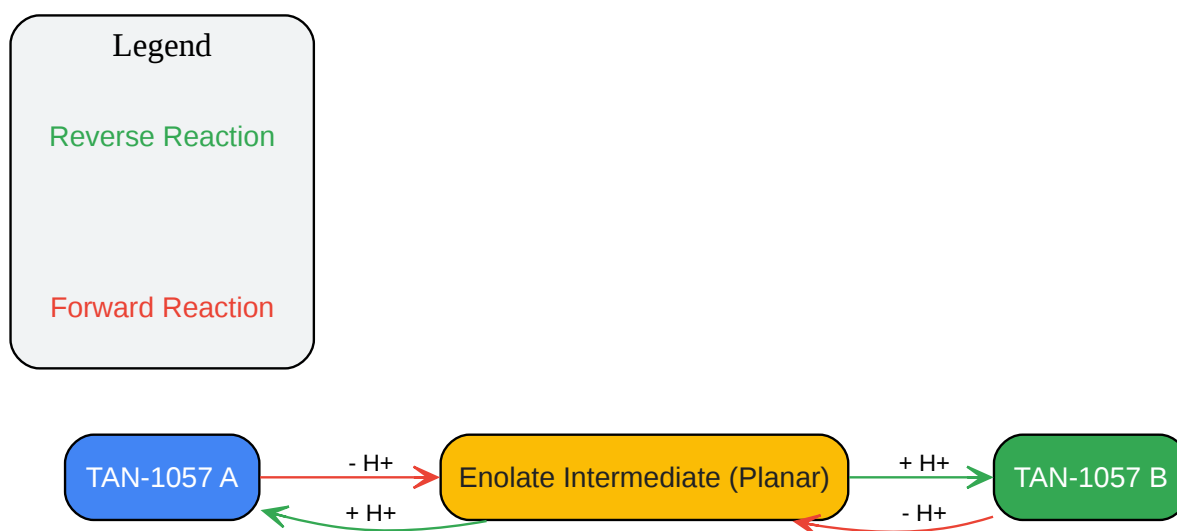 Legend
Reverse Reaction
Forward Reaction
TAN-1057 A
- H+
+ H+
Enolate Intermediate (Planar)
+ H+
- H+
TAN-1057 B